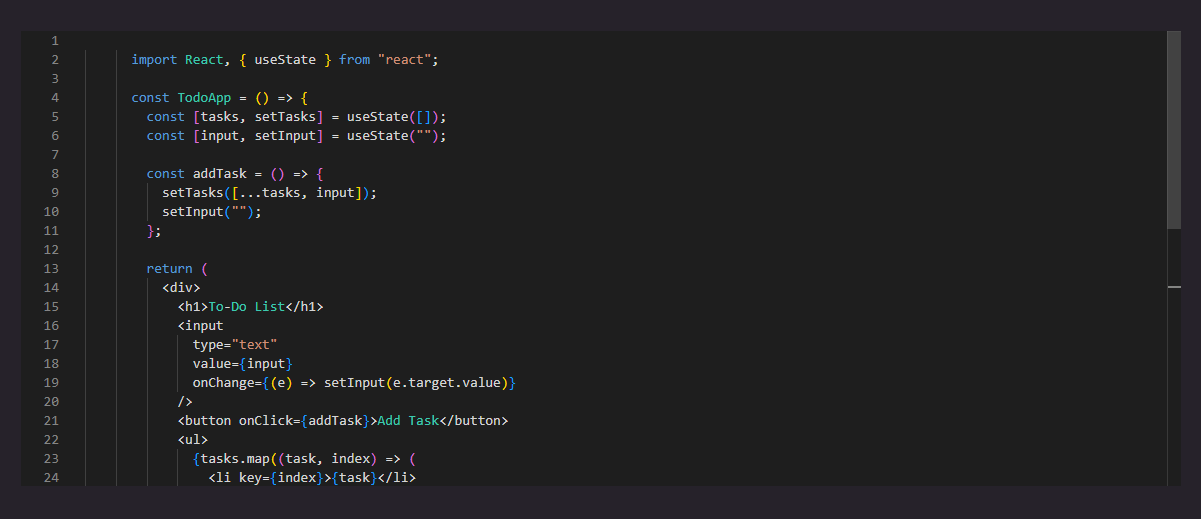 1
2 import React, { useState } from "react";
3
4 const TodoApp = () => {
5 const [tasks, setTasks] = useState([]);
6 const [input, setInput] = useState("");
7
8 const addTask = () => {
9 setTasks([...tasks, input]);
10 setInput("");
11 };
12
13 return (
14 <div>
15 <h1>To-Do List</h1>
16 <input
17 type="text"
18 value={input}
19 onChange={(e) => setInput(e.target.value)}
20 />
21 <button onClick={addTask}>Add Task</button>
22 <ul>
23 {tasks.map((task, index) => (
24 <li key={index}>{task}</li>